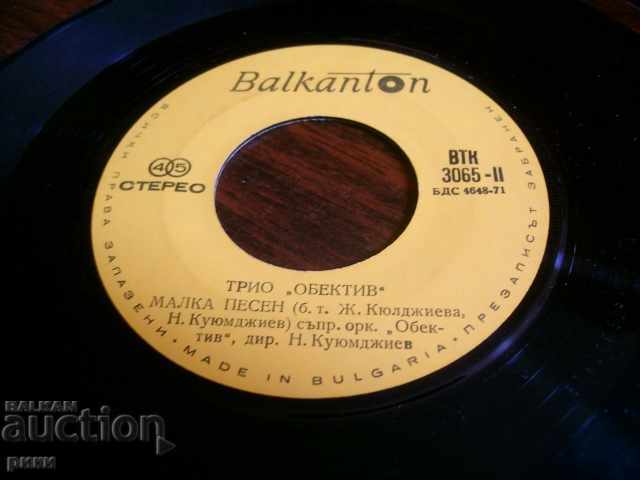 Balkanton
45
СТЕРЕО
ВТК
3065-II
БДС 4648-71
ТРИО „ОБЕКТИВ“
МАЛКА ПЕСЕН (б. т. Ж. Кюлджиева,
Н. Куюмджиев) съпр. орк. „Обек-
тив“, дир. Н. Куюмджиев
ВСИЧКИ ПРАВА ЗАПАЗЕНИ · MADE IN BULGARIA · ПРЕЗАПИСЪТ ЗАБРАНЕН
BALKAN
auction
рики